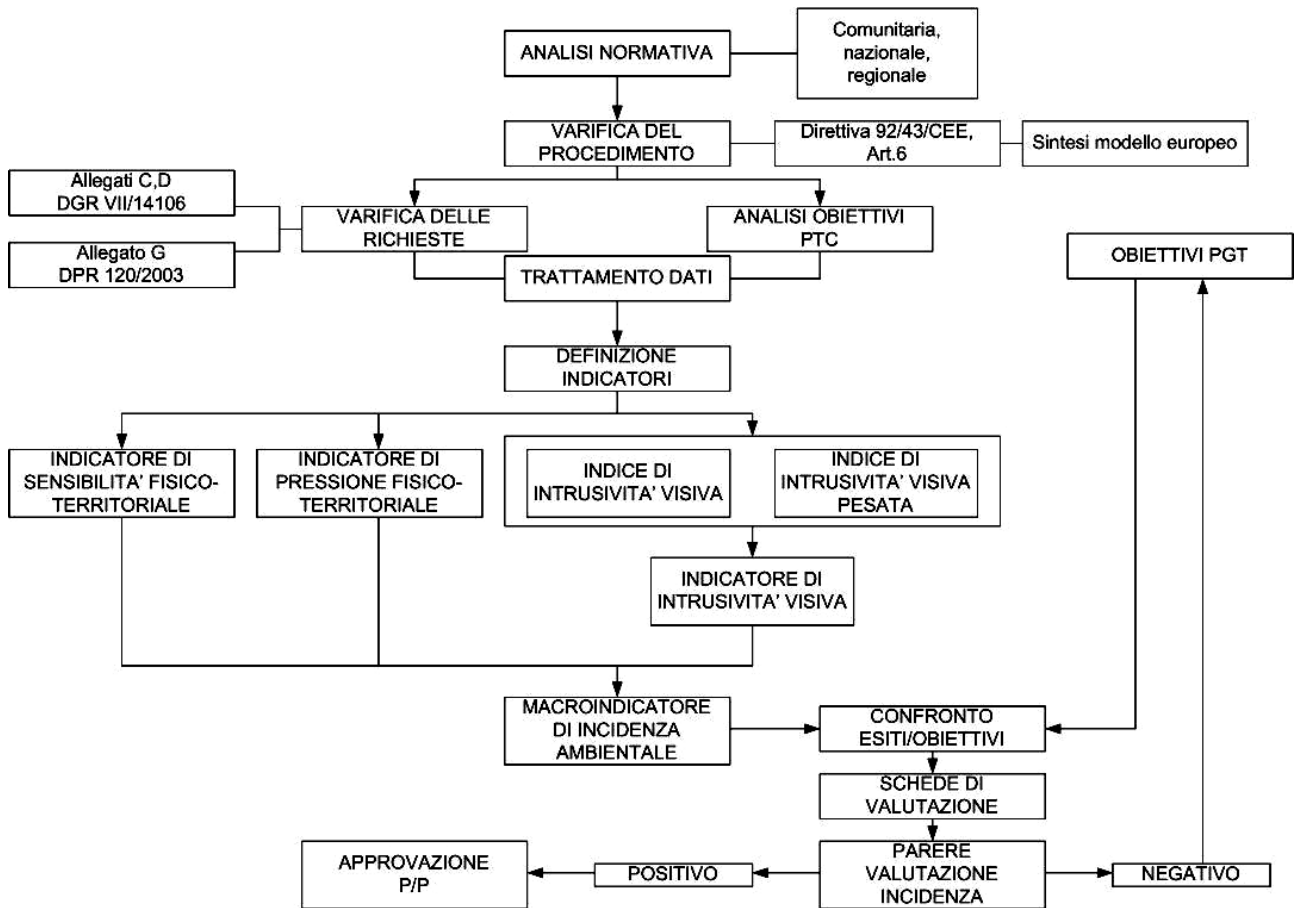 ANALISI NORMATIVA
Comunitaria,
nazionale,
regionale
VARIFICA DEL
PROCEDIMENTO
Direttiva 92/43/CEE,
Art.6
Sintesi modello europeo
Allegati C,D
DGR VII/14106
Allegato G
DPR 120/2003
VARIFICA DELLE
RICHIESTE
ANALISI OBIETTIVI
PTC
OBIETTIVI PGT
TRATTAMENTO DATI
DEFINIZIONE
INDICATORI
INDICATORE DI
SENSIBILITA' FISICO-
TERRITORIALE
INDICATORE DI
PRESSIONE FISICO-
TERRITORIALE
INDICE DI
INTRUSIVITA' VISIVA
INDICE DI
INTRUSIVITA' VISIVA
PESATA
INDICATORE DI
INTRUSIVITA' VISIVA
MACROINDICATORE
DI INCIDENZA
AMBIENTALE
CONFRONTO
ESITI/OBIETTIVI
SCHEDE DI
VALUTAZIONE
APPROVAZIONE
P/P
POSITIVO
PARERE
VALUTAZIONE
INCIDENZA
NEGATIVO